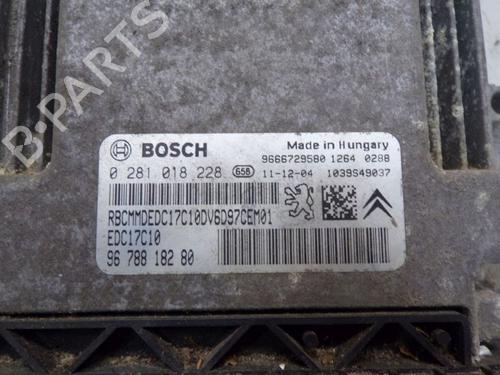 BOSCH
Made in Hungary
9666729580 1264 0288
0 281 018 228 658 11-12-04 1039S49037
RBCMMDEDC17C10DV6D97CEM01
EDC17C10
96 788 182 80
B-Parts